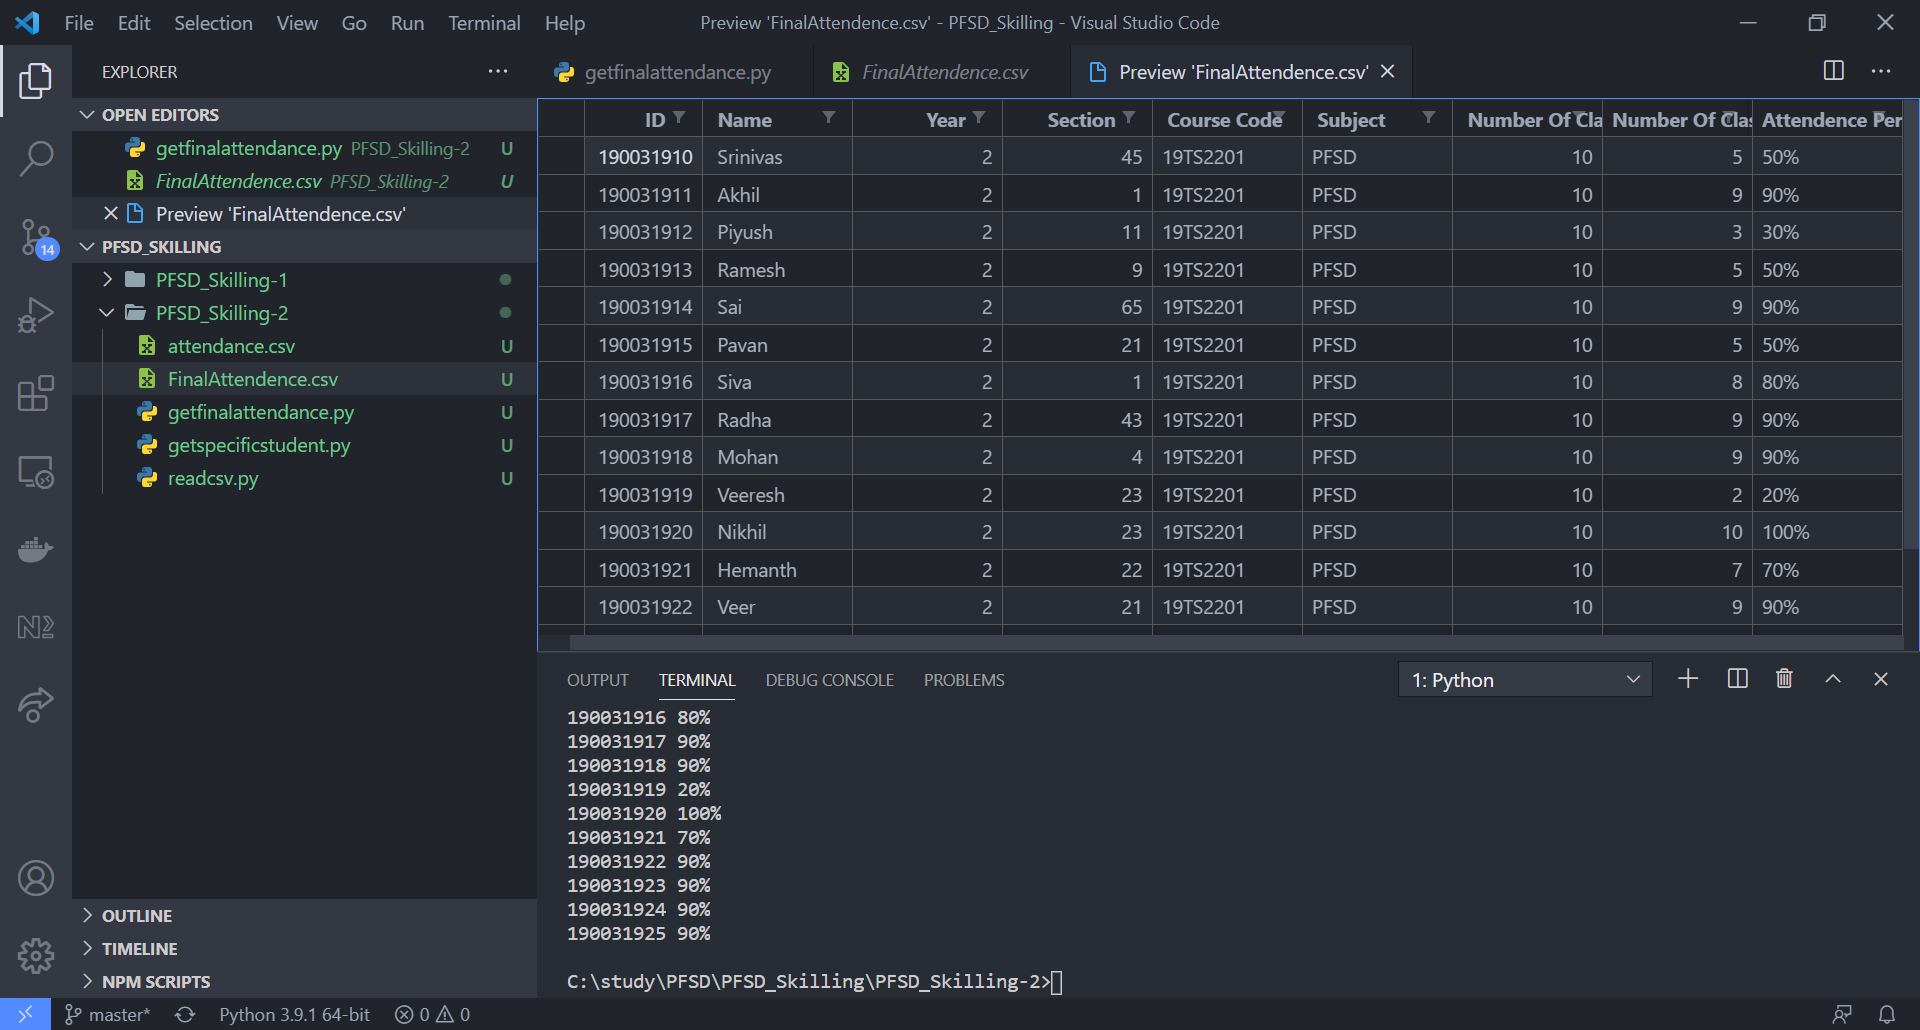 File Edit Selection View Go Run Terminal Help Preview 'FinalAttendence.csv' - PFSD_Skilling - Visual Studio Code
EXPLORER
getfinalattendance.py FinalAttendence.csv Preview 'FinalAttendence.csv'
OPEN EDITORS
getfinalattendance.py PFSD_Skilling-2 U
FinalAttendence.csv PFSD_Skilling-2 U
Preview 'FinalAttendence.csv'
PFSD_SKILLING
PFSD_Skilling-1
PFSD_Skilling-2
attendance.csv U
FinalAttendence.csv U
getfinalattendance.py U
getspecificstudent.py U
readcsv.py U
14
OUTLINE
TIMELINE
NPM SCRIPTS
ID Name Year Section Course Code Subject Number Of Cla Number Of Clas Attendence Per
190031910 Srinivas 2 45 19TS2201 PFSD 10 5 50%
190031911 Akhil 2 1 19TS2201 PFSD 10 9 90%
190031912 Piyush 2 11 19TS2201 PFSD 10 3 30%
190031913 Ramesh 2 9 19TS2201 PFSD 10 5 50%
190031914 Sai 2 65 19TS2201 PFSD 10 9 90%
190031915 Pavan 2 21 19TS2201 PFSD 10 5 50%
190031916 Siva 2 1 19TS2201 PFSD 10 8 80%
190031917 Radha 2 43 19TS2201 PFSD 10 9 90%
190031918 Mohan 2 4 19TS2201 PFSD 10 9 90%
190031919 Veeresh 2 23 19TS2201 PFSD 10 2 20%
190031920 Nikhil 2 23 19TS2201 PFSD 10 10 100%
190031921 Hemanth 2 22 19TS2201 PFSD 10 7 70%
190031922 Veer 2 21 19TS2201 PFSD 10 9 90%
OUTPUT TERMINAL DEBUG CONSOLE PROBLEMS 1: Python
190031916 80%
190031917 90%
190031918 90%
190031919 20%
190031920 100%
190031921 70%
190031922 90%
190031923 90%
190031924 90%
190031925 90%
C:\study\PFSD\PFSD_Skilling\PFSD_Skilling-2>
master* Python 3.9.1 64-bit 0 0